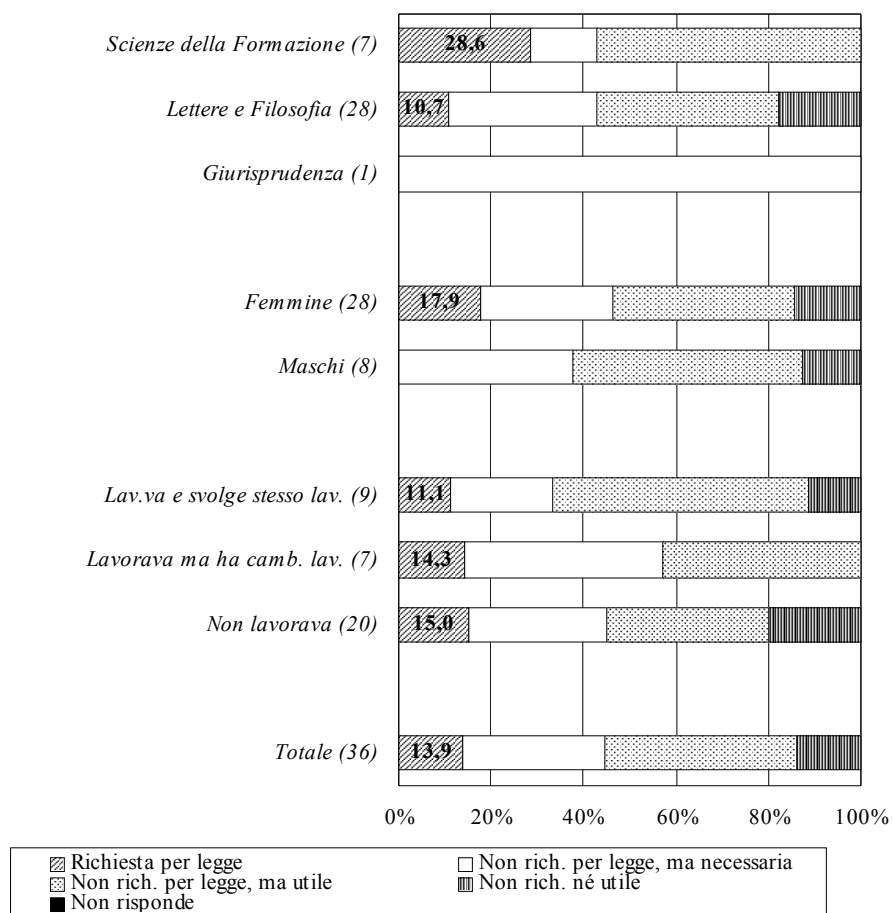 Scienze della Formazione (7)
28,6
Lettere e Filosofia (28)
10,7
Giurisprudenza (1)
Femmine (28)
17,9
Maschi (8)
Lav.va e svolge stesso lav. (9)
11,1
Lavorava ma ha camb. lav. (7)
14,3
Non lavorava (20)
15,0
Totale (36)
13,9
0% 20% 40% 60% 80% 100%
Richiesta per legge Non rich. per legge, ma necessaria
Non rich. per legge, ma utile Non rich. né utile
Non risponde